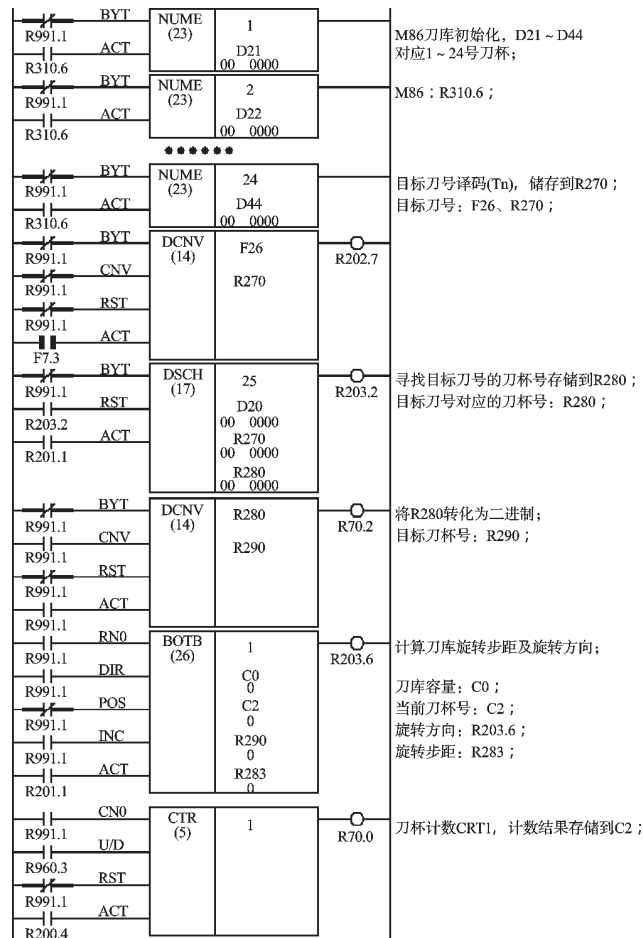 BYT NUME (23) 1
R991.1
ACT D21
R310.6 00 0000
M86刀库初始化，D21～D44
对应1～24号刀杯；
BYT NUME (23) 2
R991.1
ACT D22
R310.6 00 0000
M86：R310.6；
●●●●●●
BYT NUME (23) 24
R991.1
ACT D44
R310.6 00 0000
目标刀号译码(Tn)，储存到R270；
目标刀号：F26、R270；
BYT DCNV (14) F26
R991.1 R202.7
CNV R270
R991.1
RST
R991.1
ACT
F7.3
BYT DSCH (17) 25
R991.1 R203.2
RST D20
R203.2 00 0000
ACT R270
R201.1 00 0000
R280
00 0000
寻找目标刀号的刀杯号存储到R280；
目标刀号对应的刀杯号：R280；
BYT DCNV (14) R280
R991.1 R70.2
CNV R290
R991.1
RST
R991.1
ACT
R991.1
将R280转化为二进制；
目标刀杯号：R290；
RN0 BOTB (26) 1
R991.1 R203.6
DIR C0
R991.1 0
POS C2
R991.1 0
INC R290
R991.1 0
ACT R283
R201.1 0
计算刀库旋转步距及旋转方向；
刀库容量：C0；
当前刀杯号：C2；
旋转方向：R203.6；
旋转步距：R283；
CN0 CTR (5) 1
R991.1 R70.0
U/D
R960.3
RST
R991.1
ACT
R200.4
刀杯计数CRT1，计数结果存储到C2；